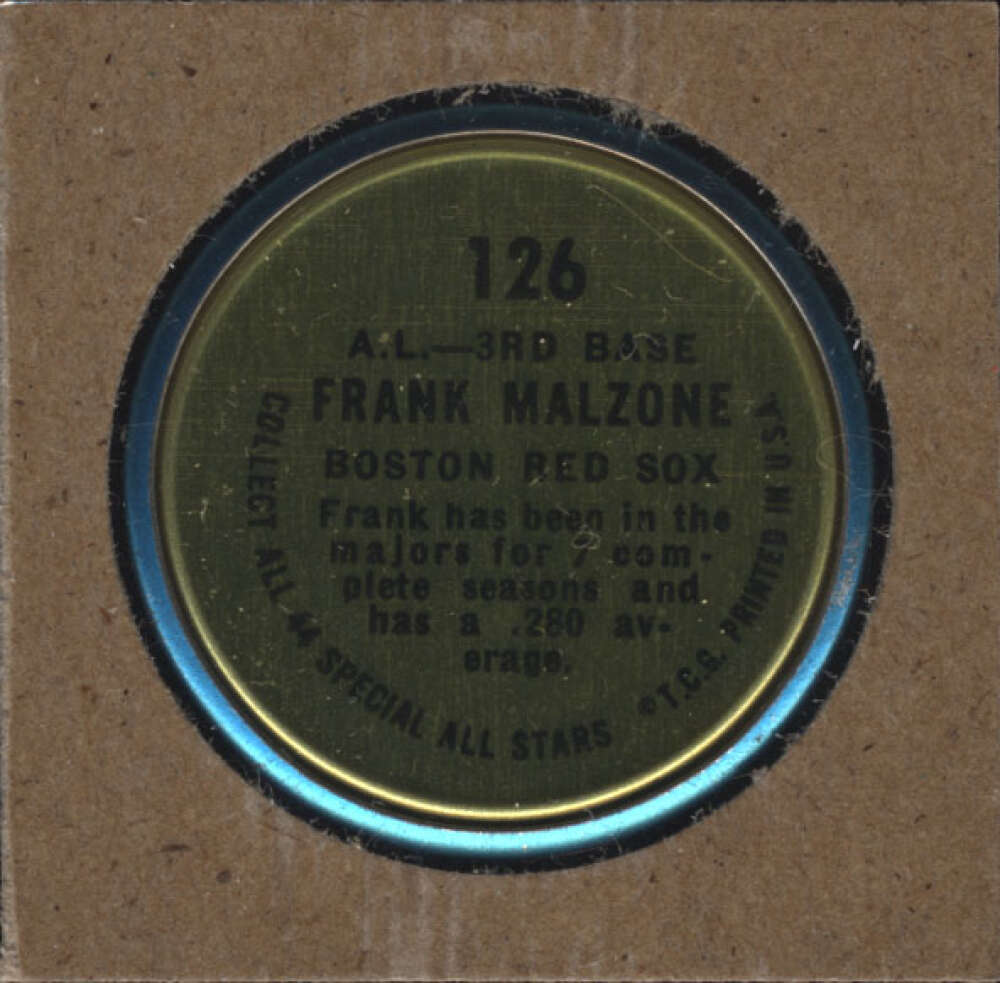 126
A.L.—3RD BASE
FRANK MALZONE
BOSTON RED SOX
Frank has been in the
majors for 7 com-
plete seasons and
has a .280 av-
erage.
COLLECT ALL 44 SPECIAL ALL STARS
©T.C.G. PRINTED IN U.S.A.